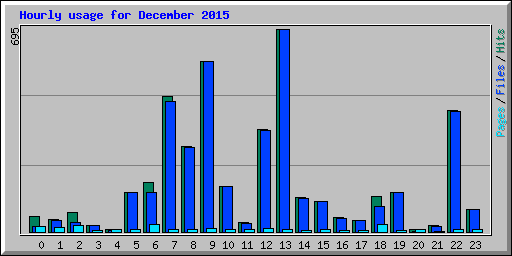 Hourly usage for December 2015
695
Pages/Files/Hits
0 1 2 3 4 5 6 7 8 9 10 11 12 13 14 15 16 17 18 19 20 21 22 23